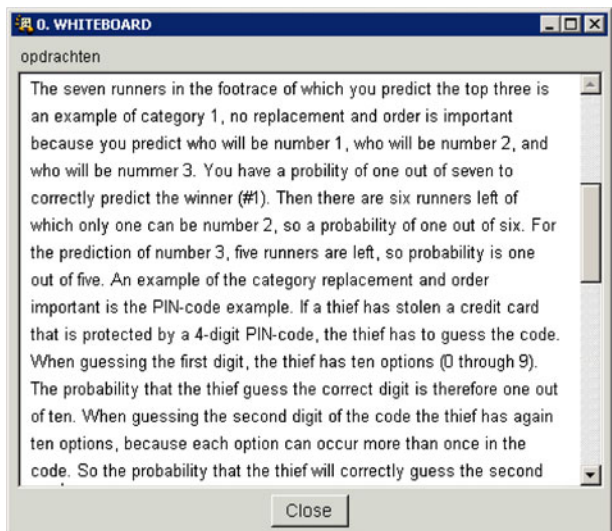 0. WHITEBOARD
opdrachten
The seven runners in the footrace of which you predict the top three is
an example of category 1, no replacement and order is important
because you predict who will be number 1, who will be number 2, and
who will be nummer 3. You have a probility of one out of seven to
correctly predict the winner (#1). Then there are six runners left of
which only one can be number 2, so a probability of one out of six. For
the prediction of number 3, five runners are left, so probability is one
out of five. An example of the category replacement and order
important is the PIN-code example. If a thief has stolen a credit card
that is protected by a 4-digit PIN-code, the thief has to guess the code.
When guessing the first digit, the thief has ten options (0 through 9).
The probability that the thief guess the correct digit is therefore one out
of ten. When guessing the second digit of the code the thief has again
ten options, because each option can occur more than once in the
code. So the probability that the thief will correctly guess the second
Close